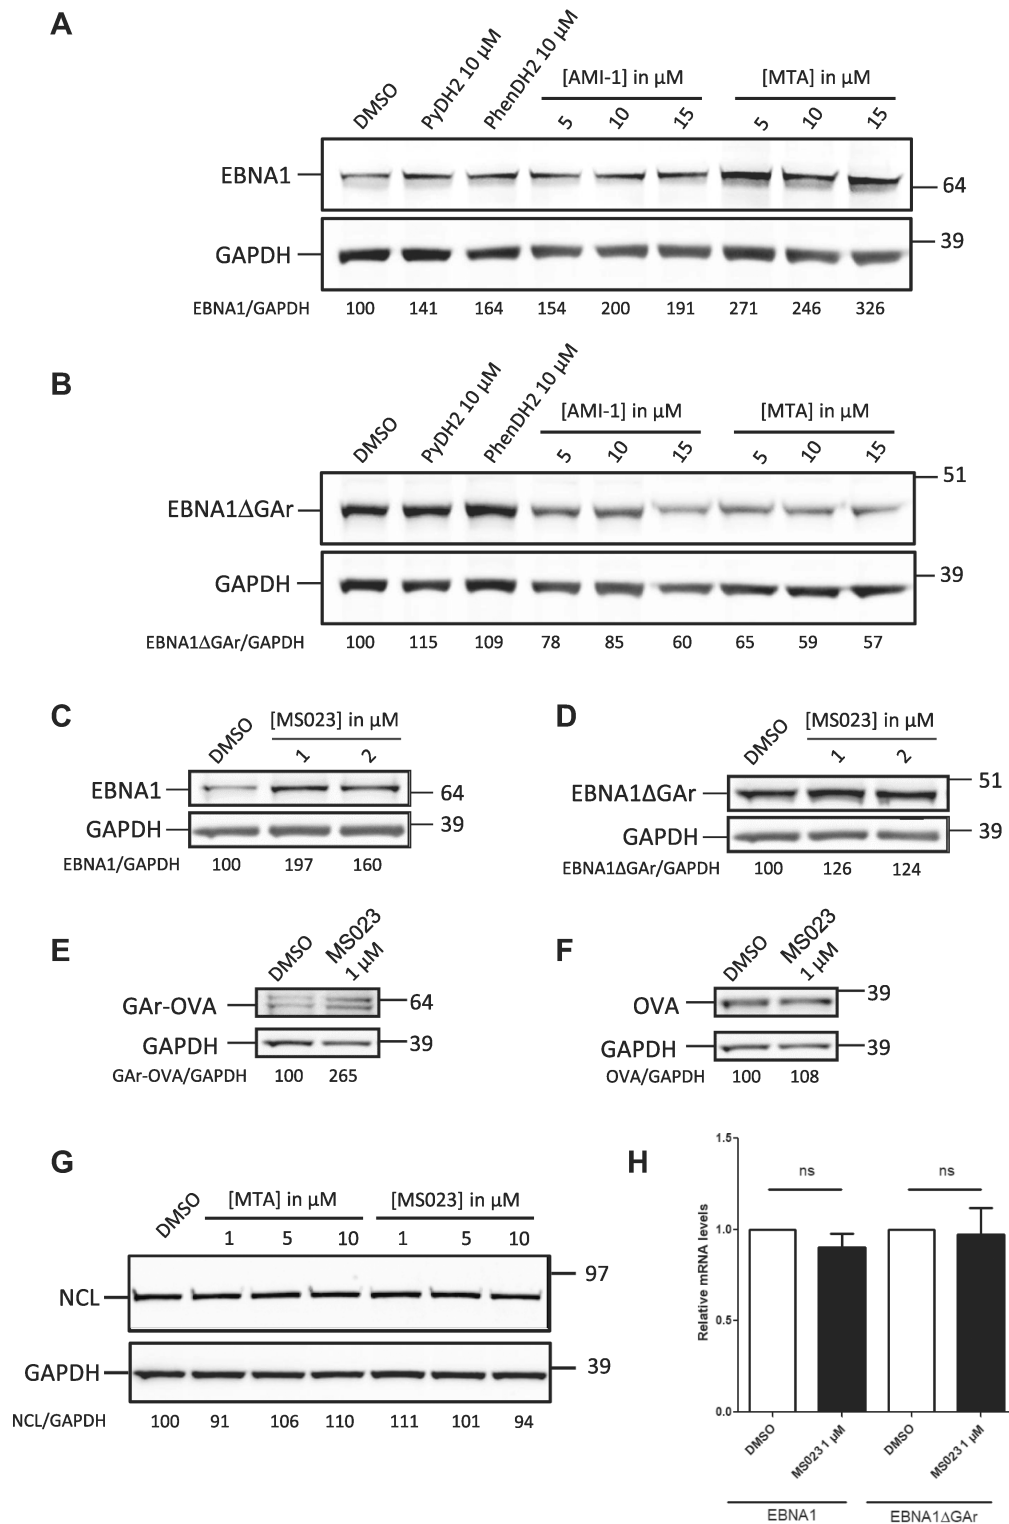 A
DMSO
PyDH2 10 µM
PhenDH2 10 µM
[AMI-1] in µM
[MTA] in µM
5 10 15 5 10 15
EBNA1
64
GAPDH
39
EBNA1/GAPDH 100 141 164 154 200 191 271 246 326
B
DMSO
PyDH2 10 µM
PhenDH2 10 µM
[AMI-1] in µM
[MTA] in µM
5 10 15 5 10 15
51
EBNA1ΔGAr
39
GAPDH
EBNA1ΔGAr/GAPDH 100 115 109 78 85 60 65 59 57
C
DMSO
[MS023] in µM
1 2
EBNA1
64
GAPDH
39
EBNA1/GAPDH 100 197 160
D
DMSO
[MS023] in µM
1 2
51
EBNA1ΔGAr
GAPDH
39
EBNA1ΔGAr/GAPDH 100 126 124
E
DMSO
MS023
1 µM
GAr-OVA
64
GAPDH
39
GAr-OVA/GAPDH 100 265
F
DMSO
MS023
1 µM
39
OVA
GAPDH
39
OVA/GAPDH 100 108
G
DMSO
[MTA] in µM
[MS023] in µM
1 5 10 1 5 10
97
NCL
39
GAPDH
NCL/GAPDH 100 91 106 110 111 101 94
H
Relative mRNA levels
1.5
1.0
0.5
0.0
ns
ns
DMSO
MS023 1 µM
DMSO
MS023 1 µM
EBNA1
EBNA1ΔGAr